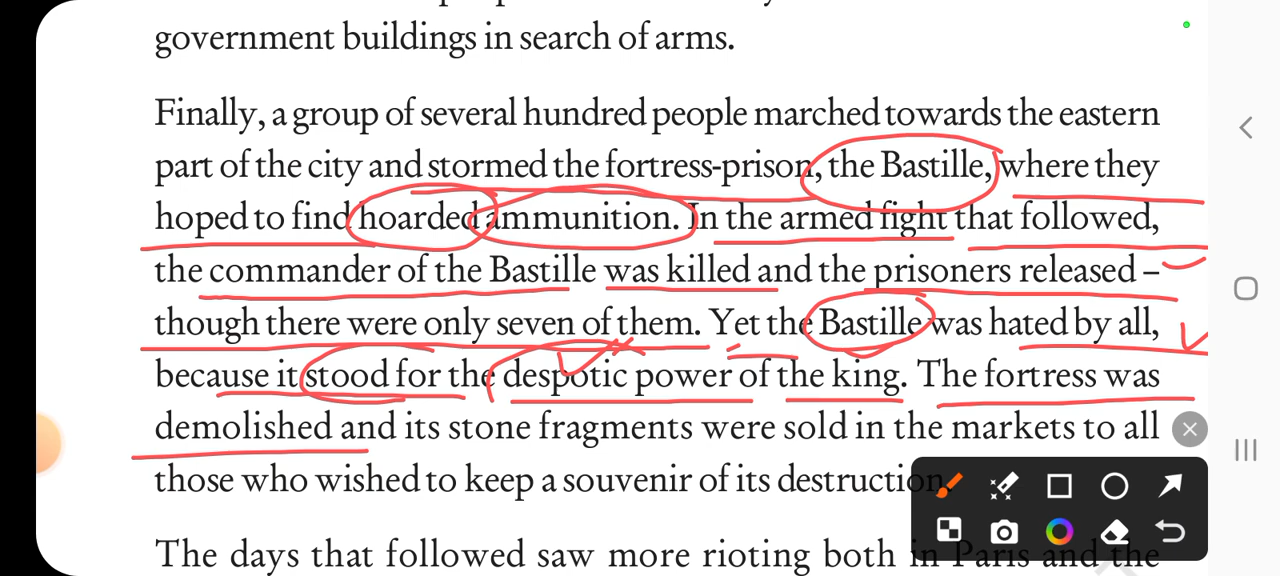 government buildings in search of arms.
Finally, a group of several hundred people marched towards the eastern
part of the city and stormed the fortress-prison, the Bastille, where they
hoped to find hoarded ammunition. In the armed fight that followed,
the commander of the Bastille was killed and the prisoners released –
though there were only seven of them. Yet the Bastille was hated by all,
because it stood for the despotic power of the king. The fortress was
demolished and its stone fragments were sold in the markets to all
those who wished to keep a souvenir of its destruction.
The days that followed saw more rioting both in Paris and the